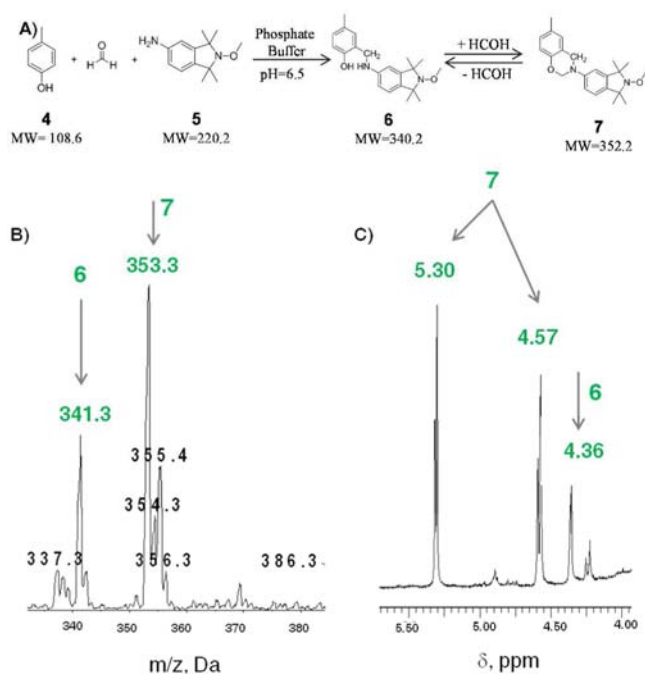 A)
Phosphate
Buffer
pH=6.5
+ HCOH
- HCOH
O
H H
OH
+
+
H2N
N-O
OH HN
CH2
N-O
O N
CH2
N-O
4
5
6
7
MW= 108.6
MW=220.2
MW=340.2
MW=352.2
B)
7
353.3
6
341.3
355.4
354.3
337.3
356.3
386.3
340
350
360
370
380
m/z, Da
C)
7
5.30
4.57
6
4.36
5.50
5.00
4.50
4.00
δ, ppm